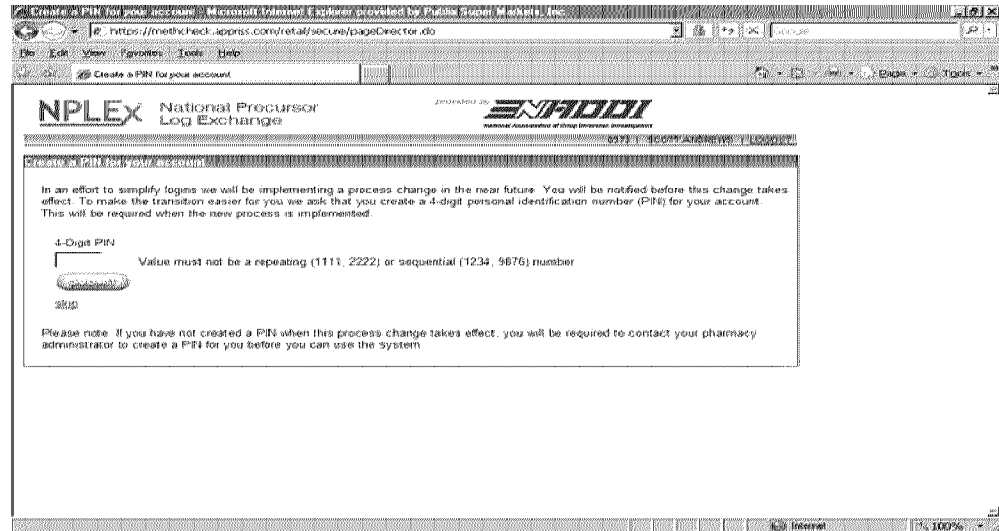 Create a PIN for your account - Microsoft Internet Explorer provided by Publix Super Markets, Inc.
https://methcheck.appriss.com/retail/secure/pageDirector.do
File Edit View Favorites Tools Help
Create a PIN for your account
Page Tools
NPLEx National Precursor
Log Exchange
provided by
NADDI
National Association of Drug Diversion Investigators
SCOTT ANDREWS | LOGOUT
Create a PIN for your account
In an effort to simplify logins we will be implementing a process change in the near future. You will be notified before this change takes
effect. To make the transition easier for you we ask that you create a 4-digit personal identification number (PIN) for your account.
This will be required when the new process is implemented.
4-Digit PIN
Value must not be a repeating (1111, 2222) or sequential (1234, 9876) number
skip
Please note: If you have not created a PIN when this process change takes effect, you will be required to contact your pharmacy
administrator to create a PIN for you before you can use the system
Internet
100%